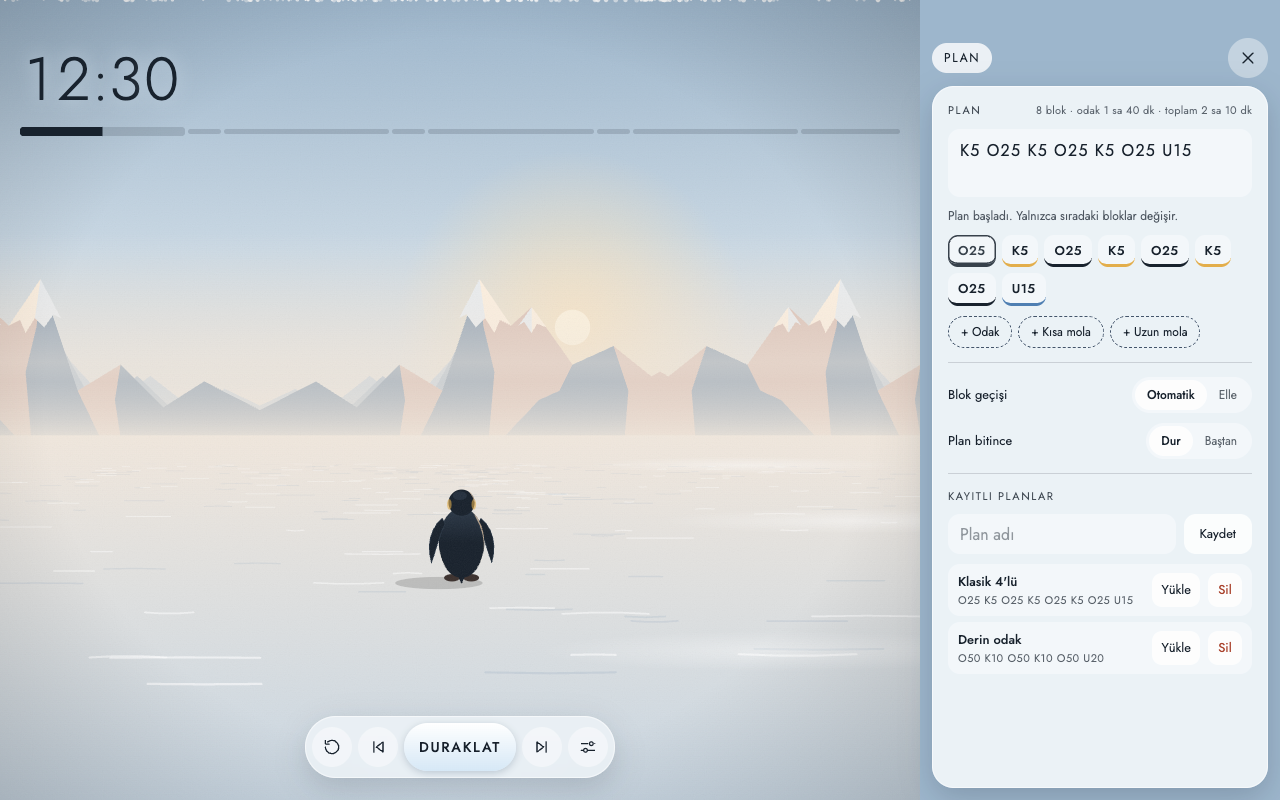 12:30
PLAN
PLAN 8 blok · odak 1 sa 40 dk · toplam 2 sa 10 dk
K5 O25 K5 O25 K5 O25 U15
Plan başladı. Yalnızca sıradaki bloklar değişir.
O25 K5 O25 K5 O25 K5
O25 U15
+ Odak + Kısa mola + Uzun mola
Blok geçişi Otomatik Elle
Plan bitince Dur Baştan
KAYITLI PLANLAR
Plan adı Kaydet
Klasik 4'lü
O25 K5 O25 K5 O25 K5 O25 U15
Yükle Sil
Derin odak
O50 K10 O50 K10 O50 U20
Yükle Sil
DURAKLAT